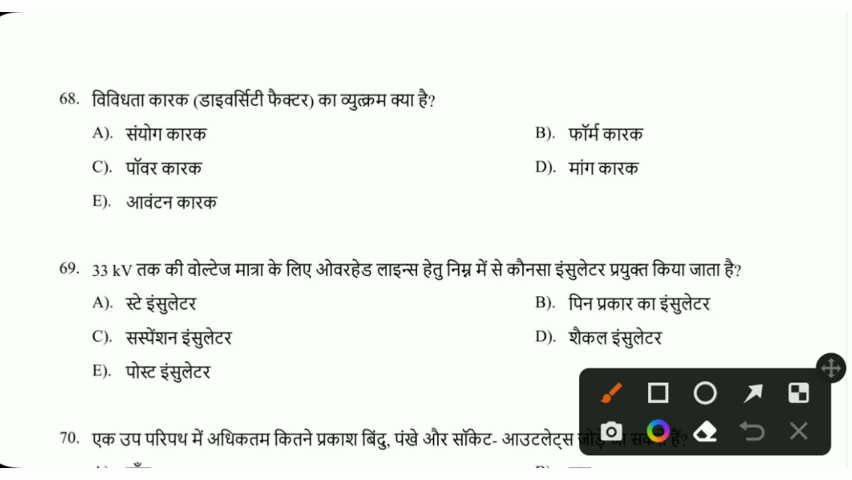 68. विविधता कारक (डाइवर्सिटी फैक्टर) का व्युत्क्रम क्या है?
A). संयोग कारक B). फॉर्म कारक
C). पॉवर कारक D). मांग कारक
E). आवंटन कारक
69. 33 kV तक की वोल्टेज मात्रा के लिए ओवरहेड लाइन्स हेतु निम्न में से कौनसा इंसुलेटर प्रयुक्त किया जाता है?
A). स्टे इंसुलेटर B). पिन प्रकार का इंसुलेटर
C). सस्पेंशन इंसुलेटर D). शैकल इंसुलेटर
E). पोस्ट इंसुलेटर
70. एक उप परिपथ में अधिकतम कितने प्रकाश बिंदु, पंखे और सॉकेट- आउटलेट्स